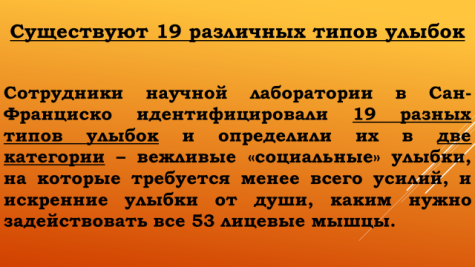 Существуют 19 различных типов улыбок
Сотрудники научной лаборатории в Сан-
Франциско идентифицировали 19 разных
типов улыбок и определили их в две
категории – вежливые «социальные» улыбки,
на которые требуется менее всего усилий, и
искренние улыбки от души, каким нужно
задействовать все 53 лицевые мышцы.